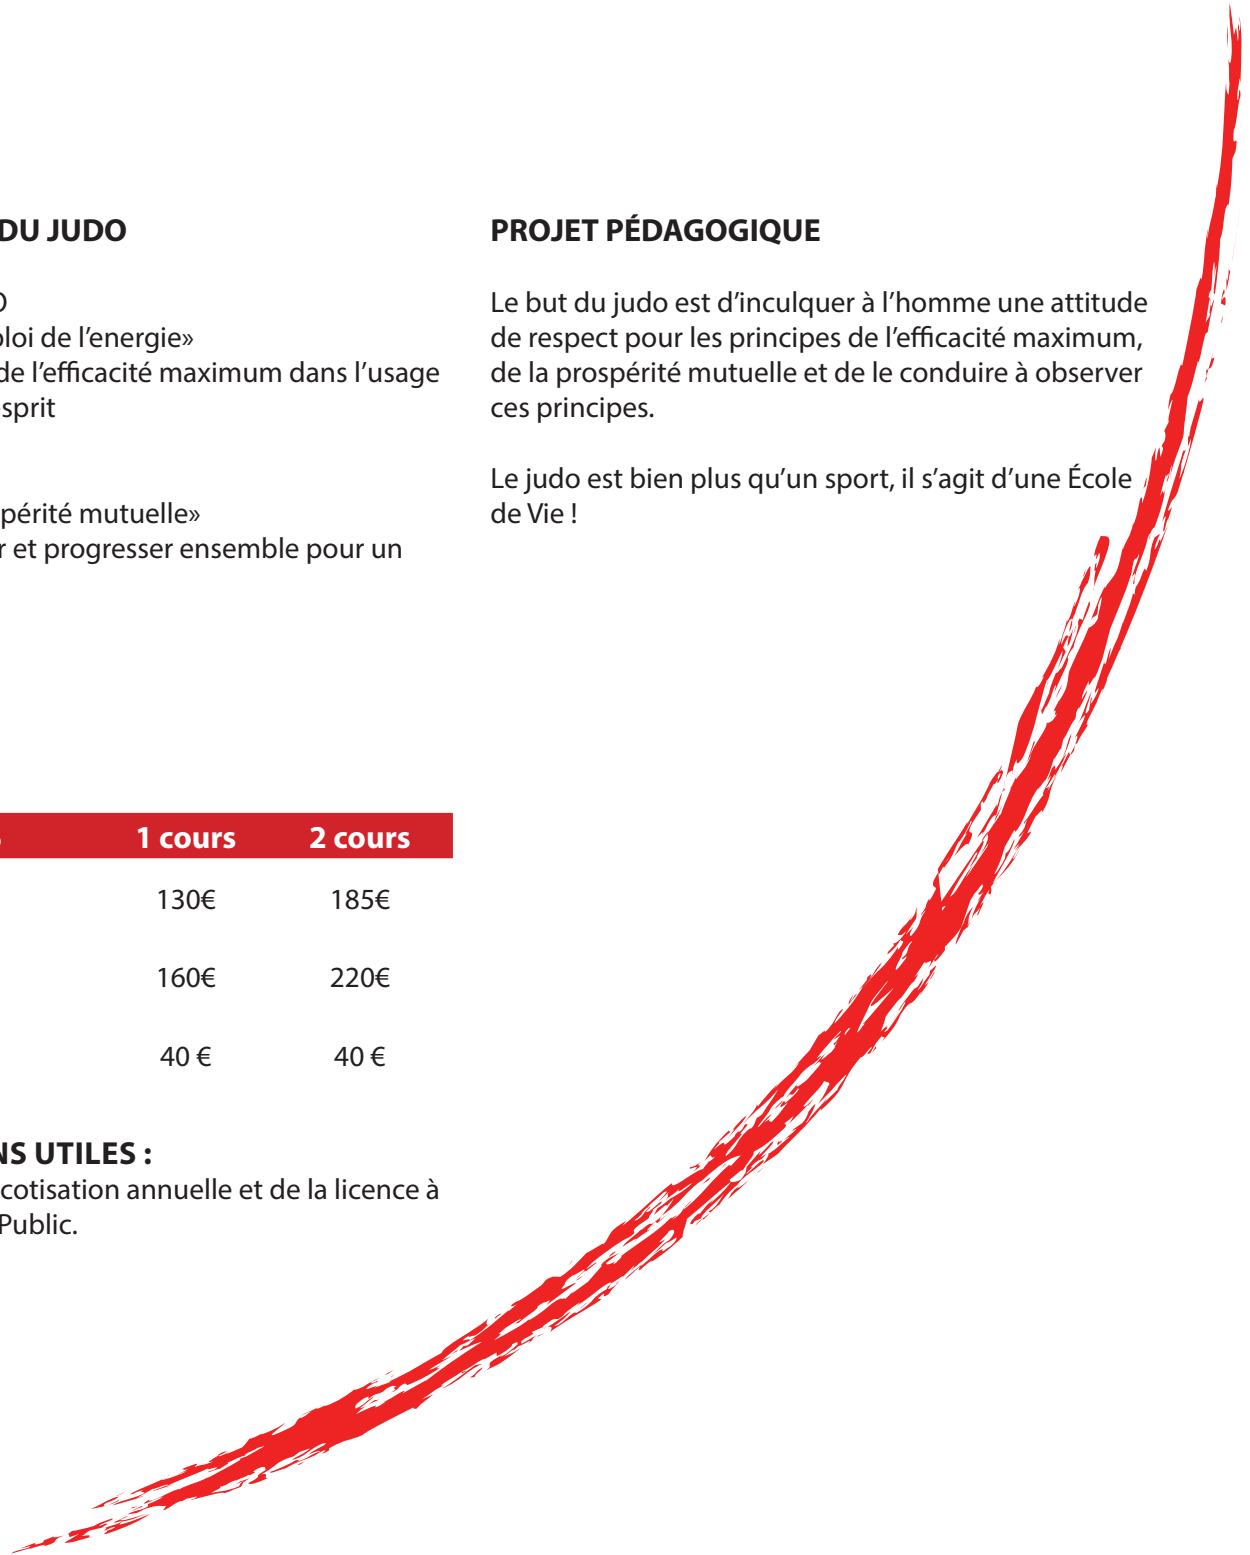 DU JUDO
loi de l’energie»
de l’efficacité maximum dans l’usage
sprit
périté mutuelle»
r et progresser ensemble pour un
PROJET PÉDAGOGIQUE
Le but du judo est d’inculquer à l’homme une attitude
de respect pour les principes de l’efficacité maximum,
de la prospérité mutuelle et de le conduire à observer
ces principes.
Le judo est bien plus qu’un sport, il s’agit d’une École
de Vie !
1 cours 2 cours
130€ 185€
160€ 220€
40 € 40 €
NS UTILES :
cotisation annuelle et de la licence à
Public.